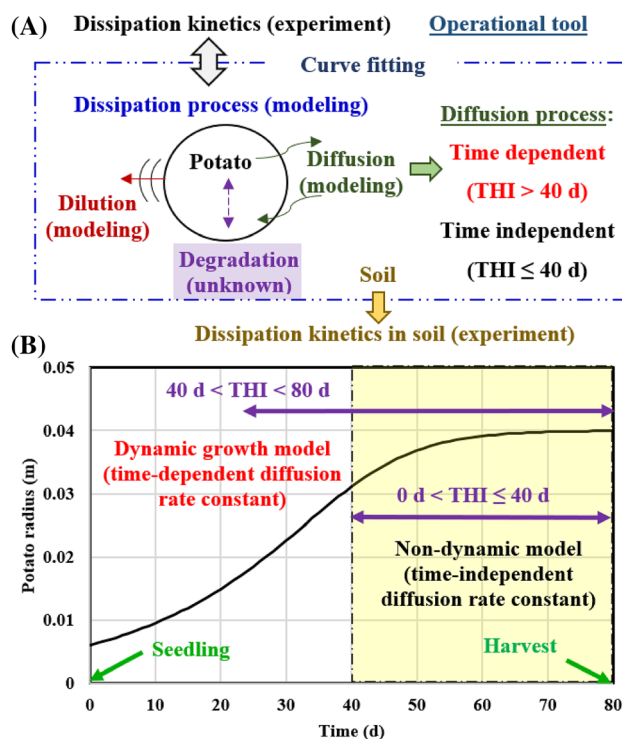 (A)
Dissipation kinetics (experiment)
Operational tool
Curve fitting
Dissipation process (modeling)
Potato
Diffusion
(modeling)
Dilution
(modeling)
Degradation
(unknown)
Diffusion process:
Time dependent
(THI > 40 d)
Time independent
(THI ≤ 40 d)
Soil
Dissipation kinetics in soil (experiment)
(B)
0.05
0.04
0.03
0.02
0.01
0
Potato radius (m)
40 d < THI < 80 d
Dynamic growth model
(time-dependent diffusion
rate constant)
0 d < THI ≤ 40 d
Non-dynamic model
(time-independent
diffusion rate constant)
Seedling
Harvest
0 10 20 30 40 50 60 70 80
Time (d)